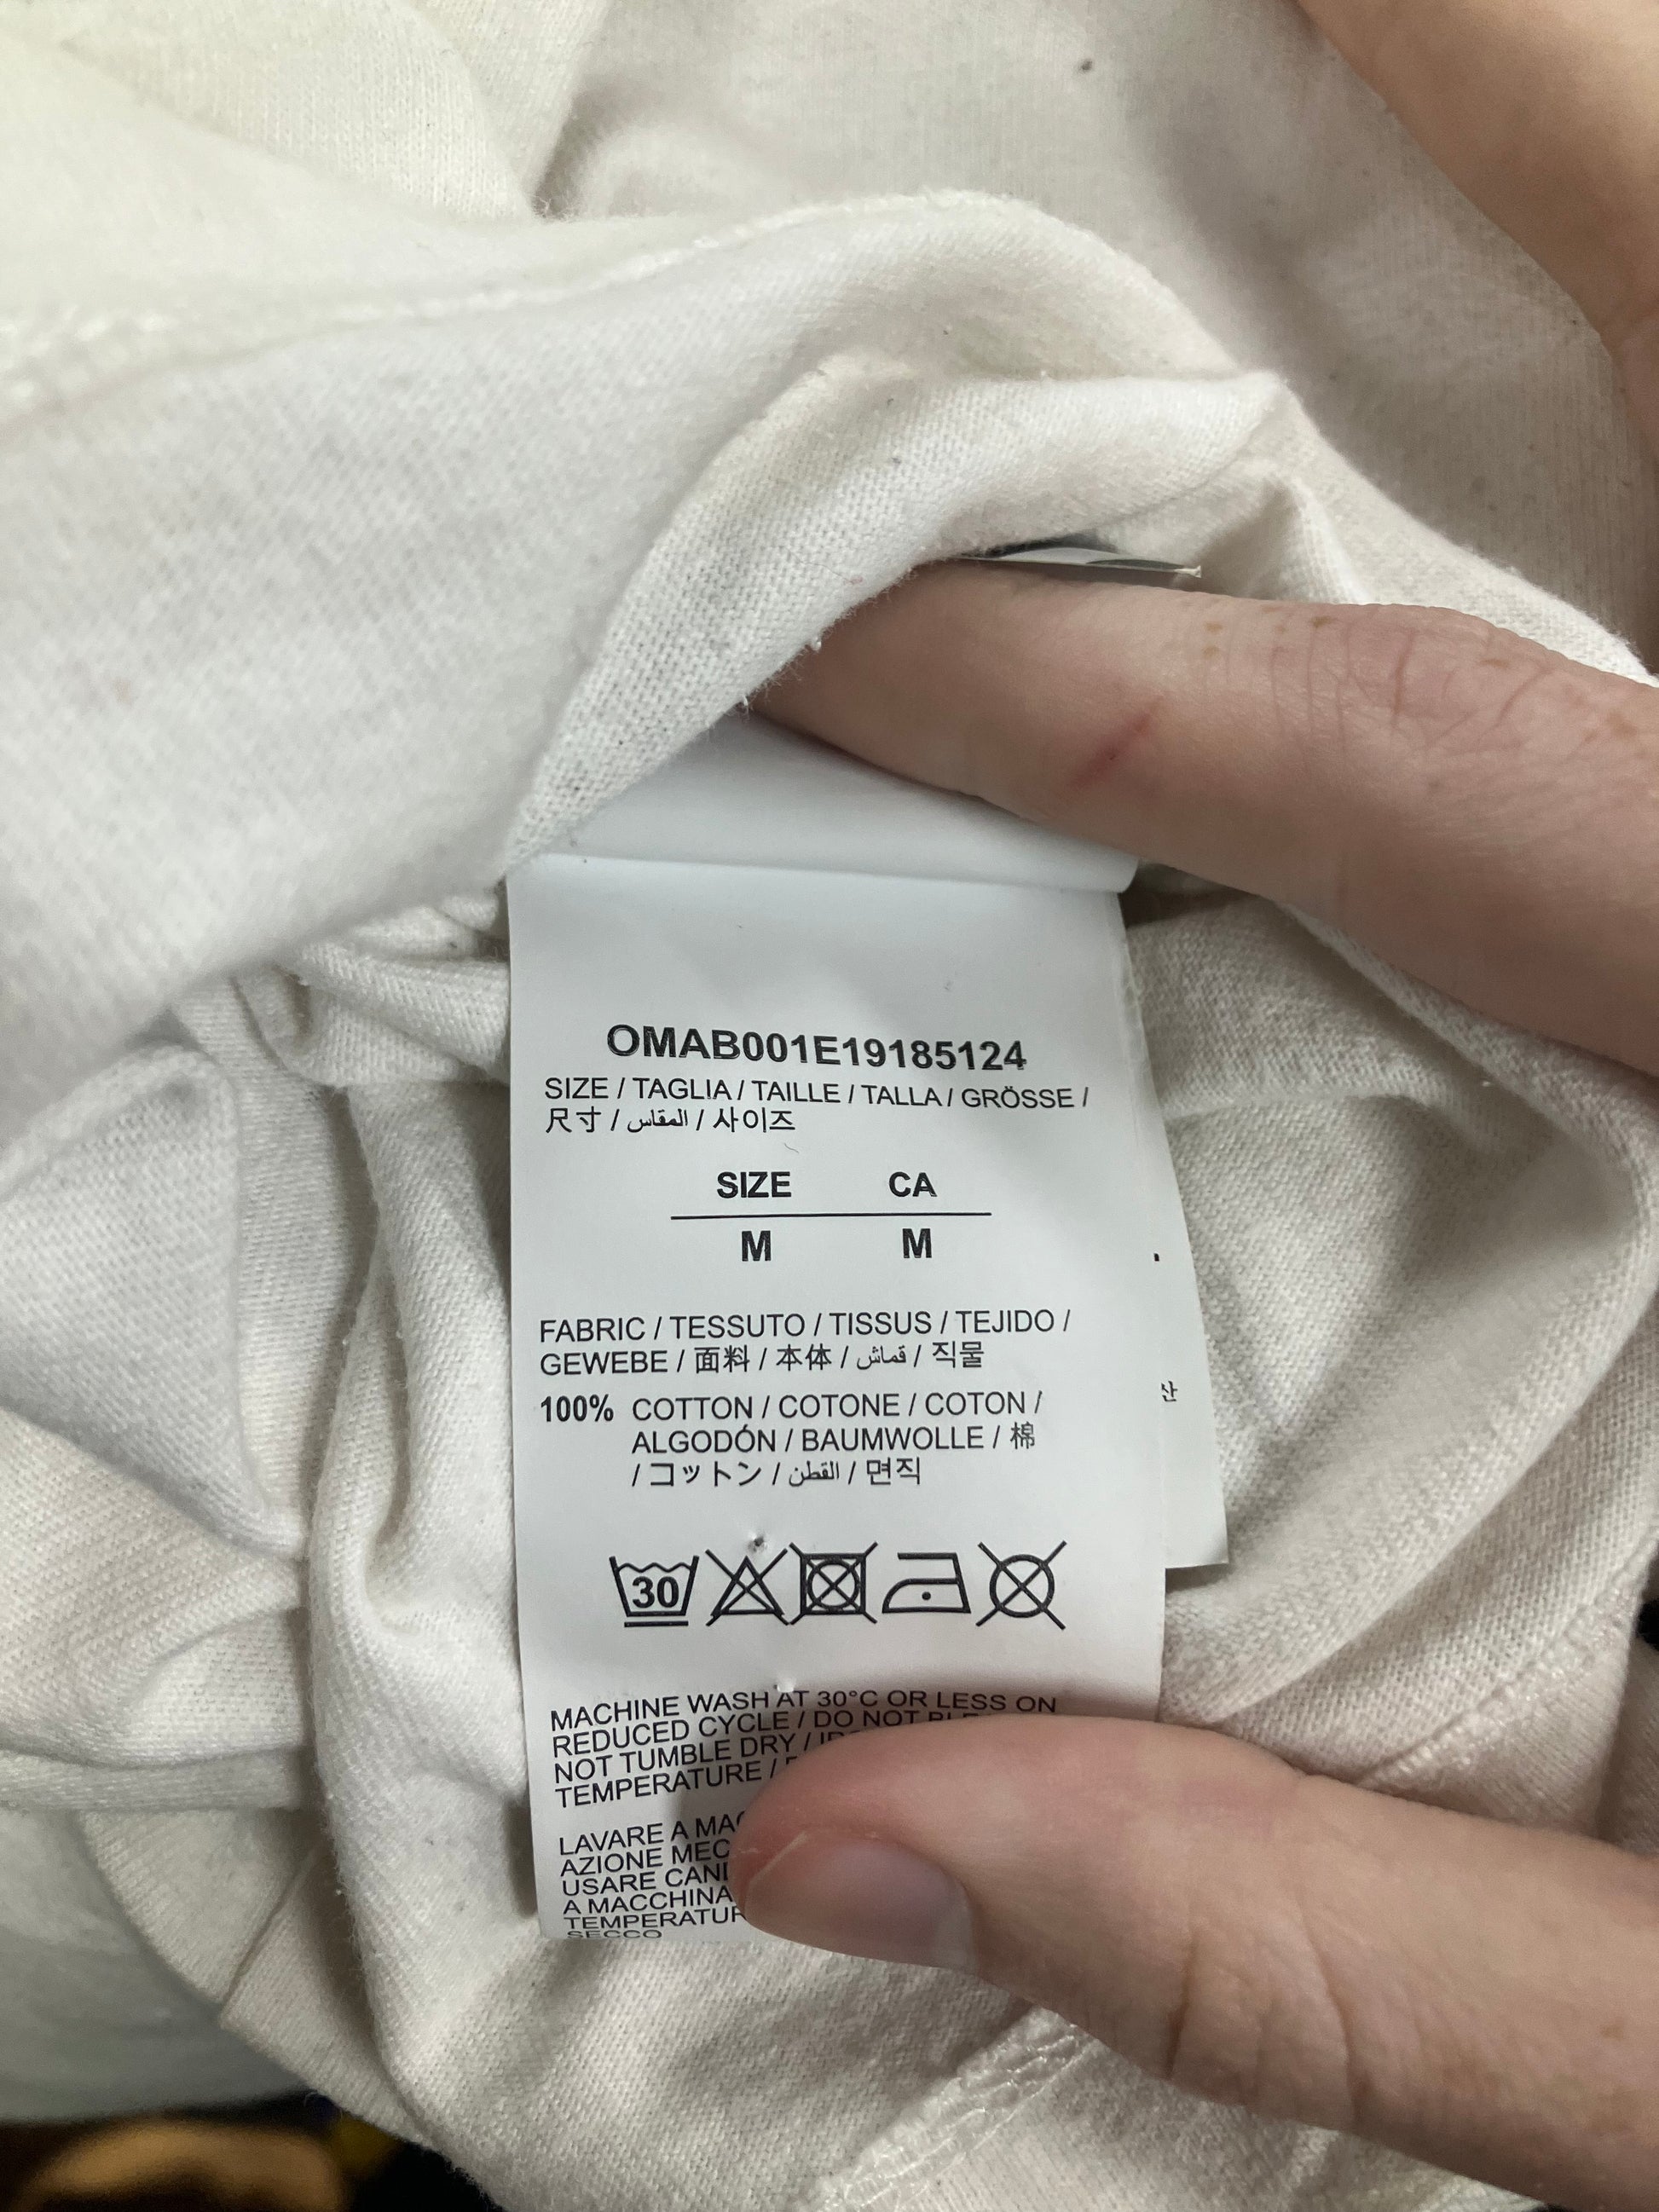 OMAB001E19185124
SIZE / TAGLIA / TAILLE / TALLA / GRÖSSE /
尺寸 / المقاس / 사이즈
SIZE CA
M M
FABRIC / TESSUTO / TISSUS / TEJIDO /
GEWEBE / 面料 / 本体 / قماش / 직물
100% COTTON / COTONE / COTON /
ALGODÓN / BAUMWOLLE / 棉
/ コットン / القطن / 면직
산
30
MACHINE WASH AT 30°C OR LESS ON
REDUCED CYCLE / DO NOT
NOT TUMBLE DRY /
TEMPERATURE /
LAVARE A
AZIONE
USARE
A MACCHINA
SECCO